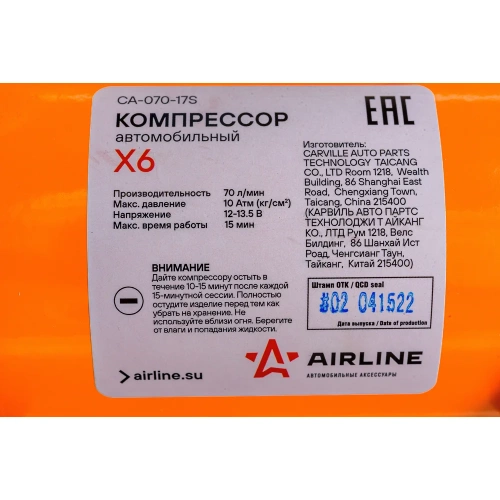 CA-070-17S
КОМПРЕССОР
автомобильный
X6
EAC
Производительность 70 л/мин
Макс. давление 10 Атм (кг/см²)
Напряжение 12-13.5 В
Макс. время работы 15 мин
Изготовитель:
CARVILLE AUTO PARTS
TECHNOLOGY TAICANG
CO., LTD Room 1218, Wealth
Building, 86 Shanghai East
Road, Chengxiang Town,
Taicang, China 215400
(КАРВИЛЬ АВТО ПАРТС
ТЕХНОЛОДЖИ Т АЙКАНГ
КО., ЛТД Рум 1218, Велс
Билдинг, 86 Шанхай Ист
Роад, Ченгсианг Таун,
Тайканг, Китай 215400)
ВНИМАНИЕ
Дайте компрессору остыть в
течение 10-15 минут после каждой
15-минутной сессии. Полностью
остудите изделие перед тем как
убрать на хранение. Не
используйте вблизи огня. Берегите
от влаги и попадания жидкости.
Штамп ОТК / QCD seal
#02 041522
Дата выпуска / Date of production
airline.su
AIRLINE
АВТОМОБИЛЬНЫЕ АКСЕССУАРЫ